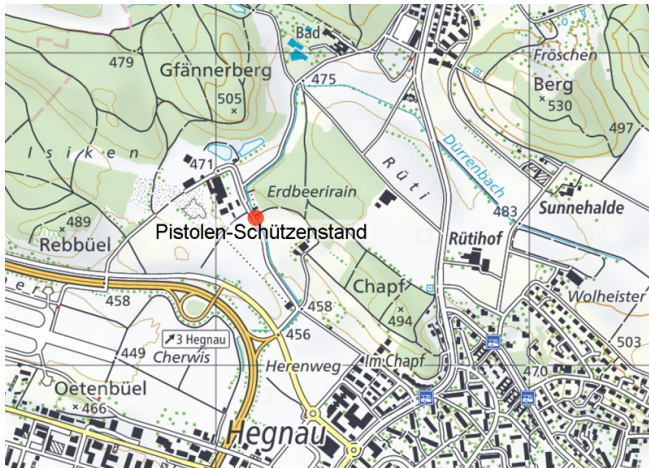 Bad
479
Gfännerberg
475
Fröschen
Berg
505
530
497
Isiken
471
Dürrenbach
Rüti
Erdbeerirain
483
Sunnehalde
489
Pistolen-Schützenstand
Rebbüel
Rütihof
Chapf
458
458
494
Wolheister
456
3 Hegnau
449
Cherwis
503
Herenweg
Im Chapf
470
Oetenbüel
466
Hegnau